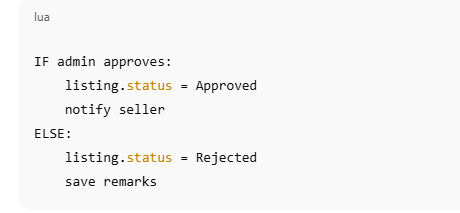 lua
IF admin approves:
    listing.status = Approved
    notify seller
ELSE:
    listing.status = Rejected
    save remarks